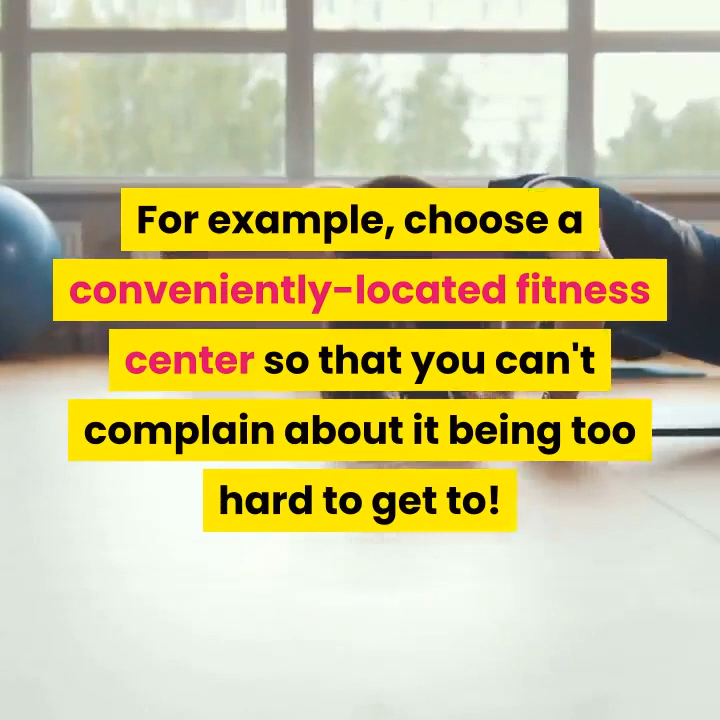 For example, choose a
conveniently-located fitness
center so that you can't
complain about it being too
hard to get to!